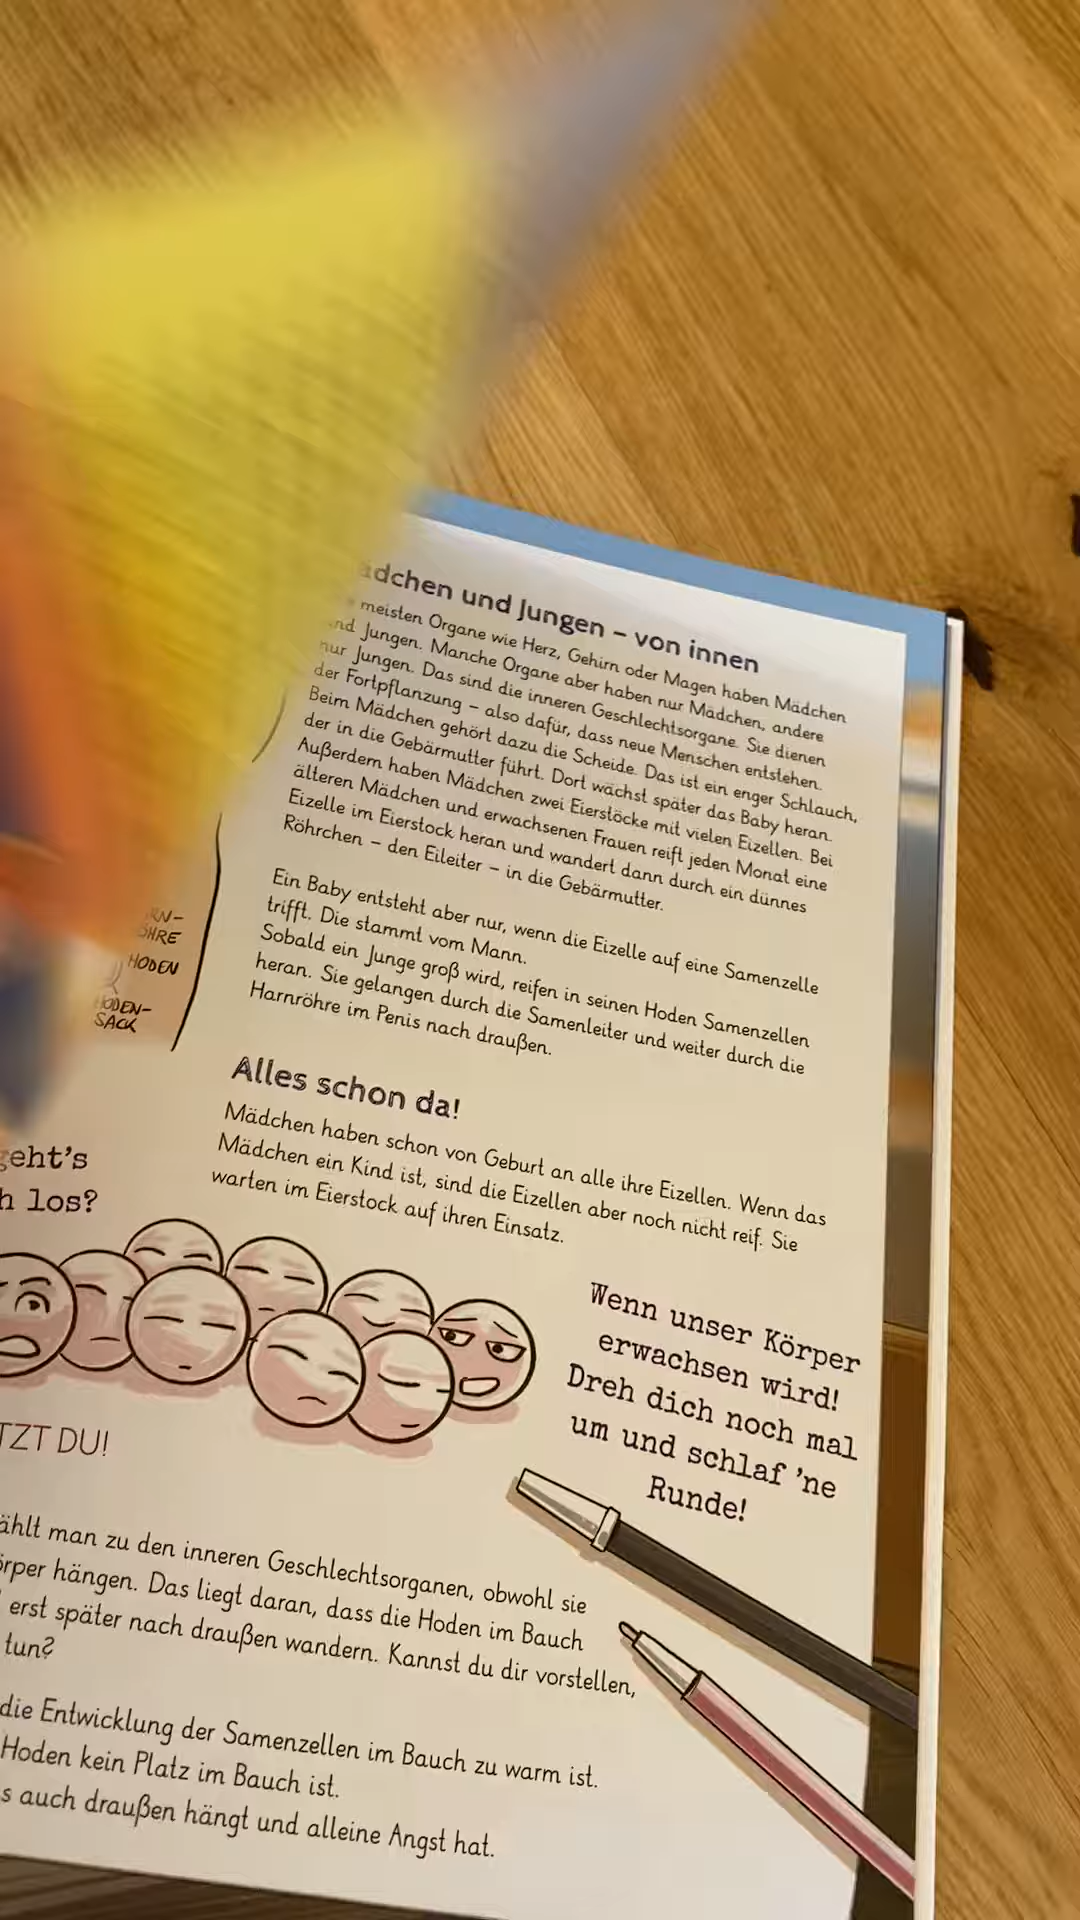 dchen und Jungen – von innen
meisten Organe wie Herz, Gehirn oder Magen haben Mädchen
nd Jungen. Manche Organe aber haben nur Mädchen, andere
nur Jungen. Das sind die inneren Geschlechtsorgane. Sie dienen
der Fortpflanzung – also dafür, dass neue Menschen entstehen.
Beim Mädchen gehört dazu die Scheide. Das ist ein enger Schlauch,
der in die Gebärmutter führt. Dort wächst später das Baby heran.
Außerdem haben Mädchen zwei Eierstöcke mit vielen Eizellen. Bei
älteren Mädchen und erwachsenen Frauen reift jeden Monat eine
Eizelle im Eierstock heran und wandert dann durch ein dünnes
Röhrchen – den Eileiter – in die Gebärmutter.
Ein Baby entsteht aber nur, wenn die Eizelle auf eine Samenzelle
trifft. Die stammt vom Mann.
Sobald ein Junge groß wird, reifen in seinen Hoden Samenzellen
heran. Sie gelangen durch die Samenleiter und weiter durch die
Harnröhre im Penis nach draußen.
RN-
ÖHRE
HODEN
HODEN-
SACK
Alles schon da!
Mädchen haben schon von Geburt an alle ihre Eizellen. Wenn das
Mädchen ein Kind ist, sind die Eizellen aber noch nicht reif. Sie
warten im Eierstock auf ihren Einsatz.
geht's
h los?
Wenn unser Körper
erwachsen wird!
Dreh dich noch mal
um und schlaf 'ne
Runde!
TZT DU!
ählt man zu den inneren Geschlechtsorganen, obwohl sie
örper hängen. Das liegt daran, dass die Hoden im Bauch
erst später nach draußen wandern. Kannst du dir vorstellen,
tun?
die Entwicklung der Samenzellen im Bauch zu warm ist.
Hoden kein Platz im Bauch ist.
s auch draußen hängt und alleine Angst hat.